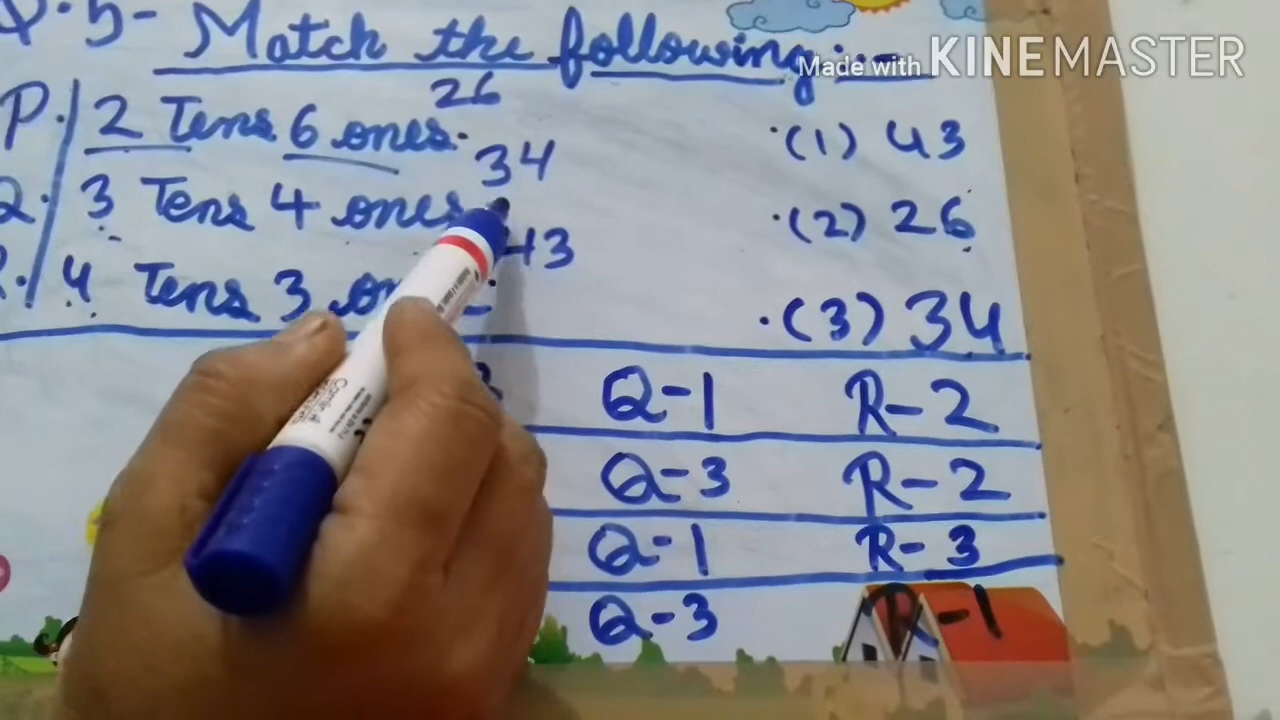 Q.5- Match the following :-
Made with KINEMASTER
26
P. 2 Tens 6 ones. (1) 43
34
Q. 3 Tens 4 ones (2) 26
43
4 Tens 3 (3) 34
Q-1 R-2
Q-3 R-2
Q-1 R-3
Q-3 R-1